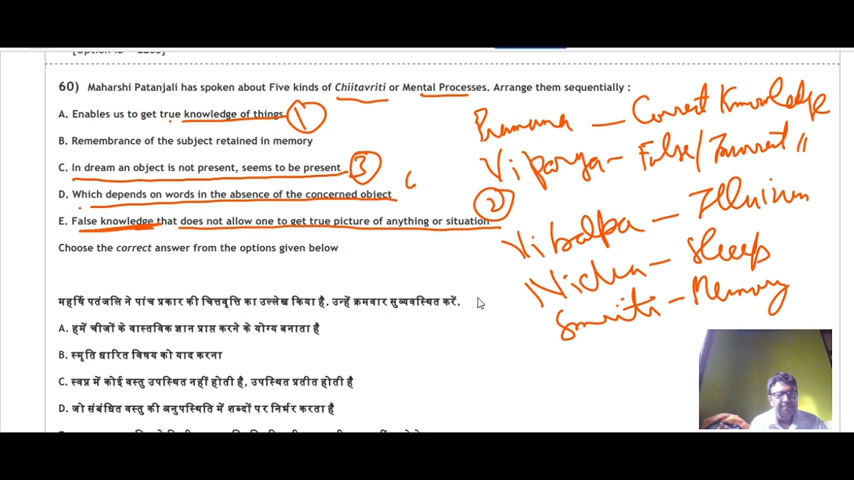 60) Maharshi Patanjali has spoken about Five kinds of Chiitavriti or Mental Processes. Arrange them sequentially :
A. Enables us to get true knowledge of things 1
B. Remembrance of the subject retained in memory
C. In dream an object is not present, seems to be present 3
D. Which depends on words in the absence of the concerned object
E. False knowledge that does not allow one to get true picture of anything or situation 2
Choose the correct answer from the options given below
Pramana — Correct Knowledge
Viparya - False/Incorrect "
Vibalpa — Illuision
Nidra — Sleep
Smriti - Memory
महर्षि पतंजलि ने पांच प्रकार की चित्तवृत्ति का उल्लेख किया है. उन्हें क्रमवार सुव्यवस्थित करें.
A. हमें चीजों के वास्तविक ज्ञान प्राप्त करने के योग्य बनाता है
B. स्मृति धारित विषय को याद करना
C. स्वप्न में कोई वस्तु उपस्थित नहीं होती है, उपस्थित प्रतीत होती है
D. जो संबंधित वस्तु की अनुपस्थिति में शब्दों पर निर्भर करता है